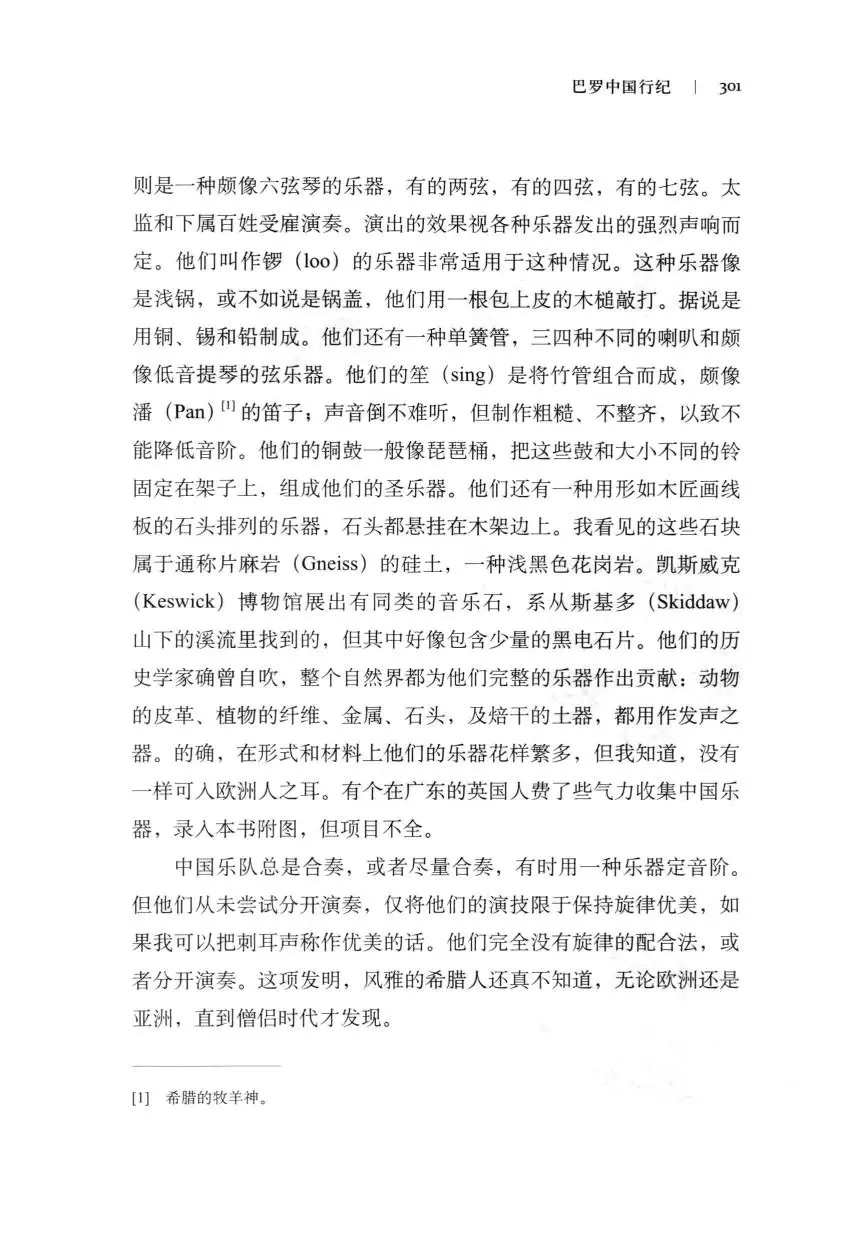 巴罗中国行纪 | 301
则是一种颇像六弦琴的乐器，有的两弦，有的四弦，有的七弦。太
监和下属百姓受雇演奏。演出的效果视各种乐器发出的强烈声响而
定。他们叫作锣（loo）的乐器非常适用于这种情况。这种乐器像
是浅锅，或不如说是锅盖，他们用一根包上皮的木槌敲打。据说是
用铜、锡和铅制成。他们还有一种单簧管，三四种不同的喇叭和颇
像低音提琴的弦乐器。他们的笙（sing）是将竹管组合而成，颇像
潘（Pan）[1]的笛子；声音倒不难听，但制作粗糙、不整齐，以致不
能降低音阶。他们的铜鼓一般像琵琶桶，把这些鼓和大小不同的铃
固定在架子上，组成他们的圣乐器。他们还有一种用形如木匠画线
板的石头排列的乐器，石头都悬挂在木架边上。我看见的这些石块
属于通称片麻岩（Gneiss）的硅土，一种浅黑色花岗岩。凯斯威克
（Keswick）博物馆展出有同类的音乐石，系从斯基多（Skiddaw）
山下的溪流里找到的，但其中好像包含少量的黑电石片。他们的历
史学家确曾自吹，整个自然界都为他们完整的乐器作出贡献：动物
的皮革、植物的纤维、金属、石头，及焙干的土器，都用作发声之
器。的确，在形式和材料上他们的乐器花样繁多，但我知道，没有
一样可入欧洲人之耳。有个在广东的英国人费了些气力收集中国乐
器，录入本书附图，但项目不全。
中国乐队总是合奏，或者尽量合奏，有时用一种乐器定音阶。
但他们从未尝试分开演奏，仅将他们的演技限于保持旋律优美，如
果我可以把刺耳声称作优美的话。他们完全没有旋律的配合法，或
者分开演奏。这项发明，风雅的希腊人还真不知道，无论欧洲还是
亚洲，直到僧侣时代才发现。
[1] 希腊的牧羊神。